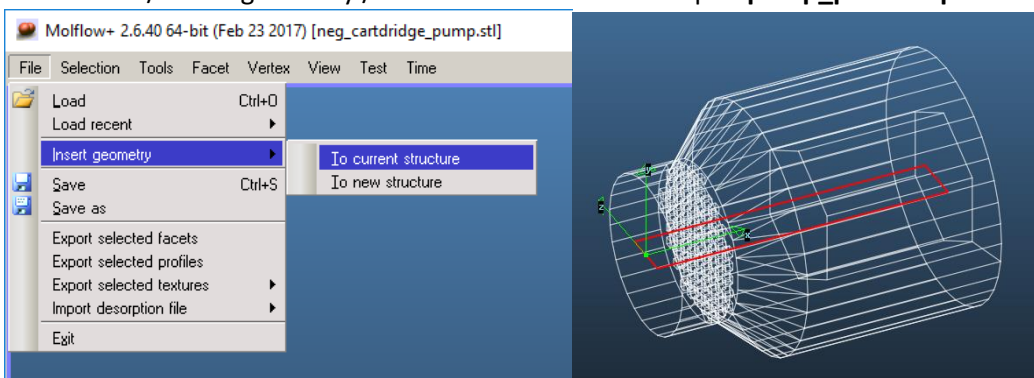 Molflow+ 2.6.40 64-bit (Feb 23 2017) [neg_cartdridge_pump.stl]
File Selection Tools Facet Vertex View Test Time
Load Ctrl+O
Load recent
Insert geometry
To current structure
To new structure
Save Ctrl+S
Save as
Export selected facets
Export selected profiles
Export selected textures
Import desorption file
Exit
y
z
x